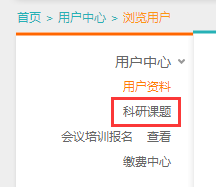 首页 > 用户中心 > 浏览用户
用户中心
用户资料
科研课题
会议培训报名 查看
缴费中心